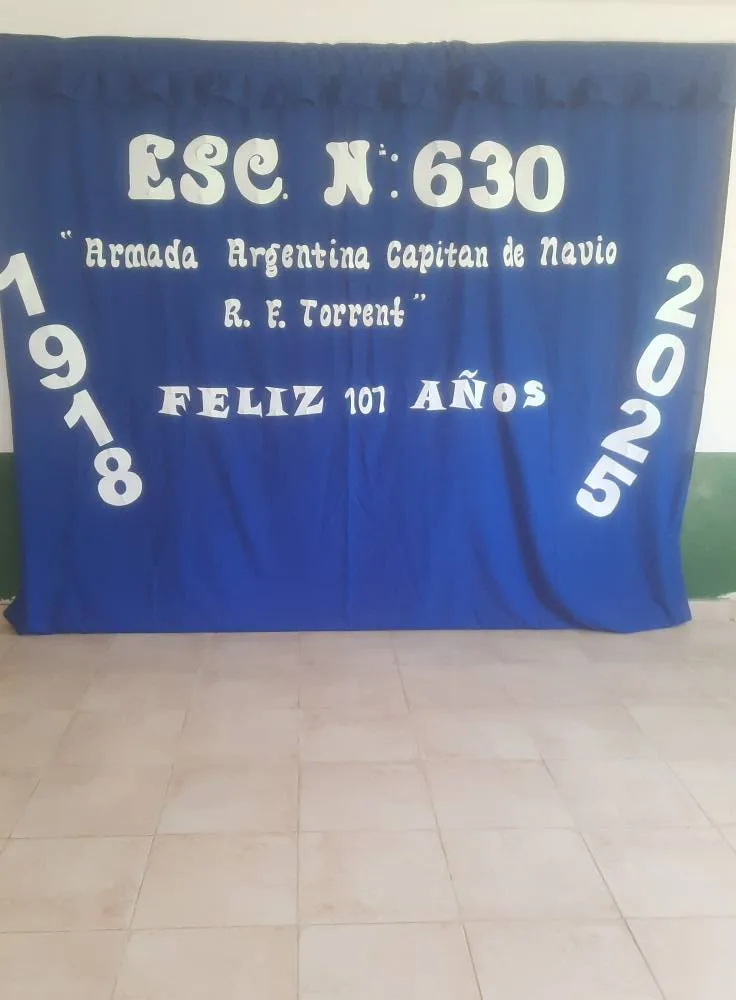 ESC. N°: 630
"Armada Argentina Capitan de Navio
R. F. Torrent"
1918
2025
FELIZ 107 AÑOS